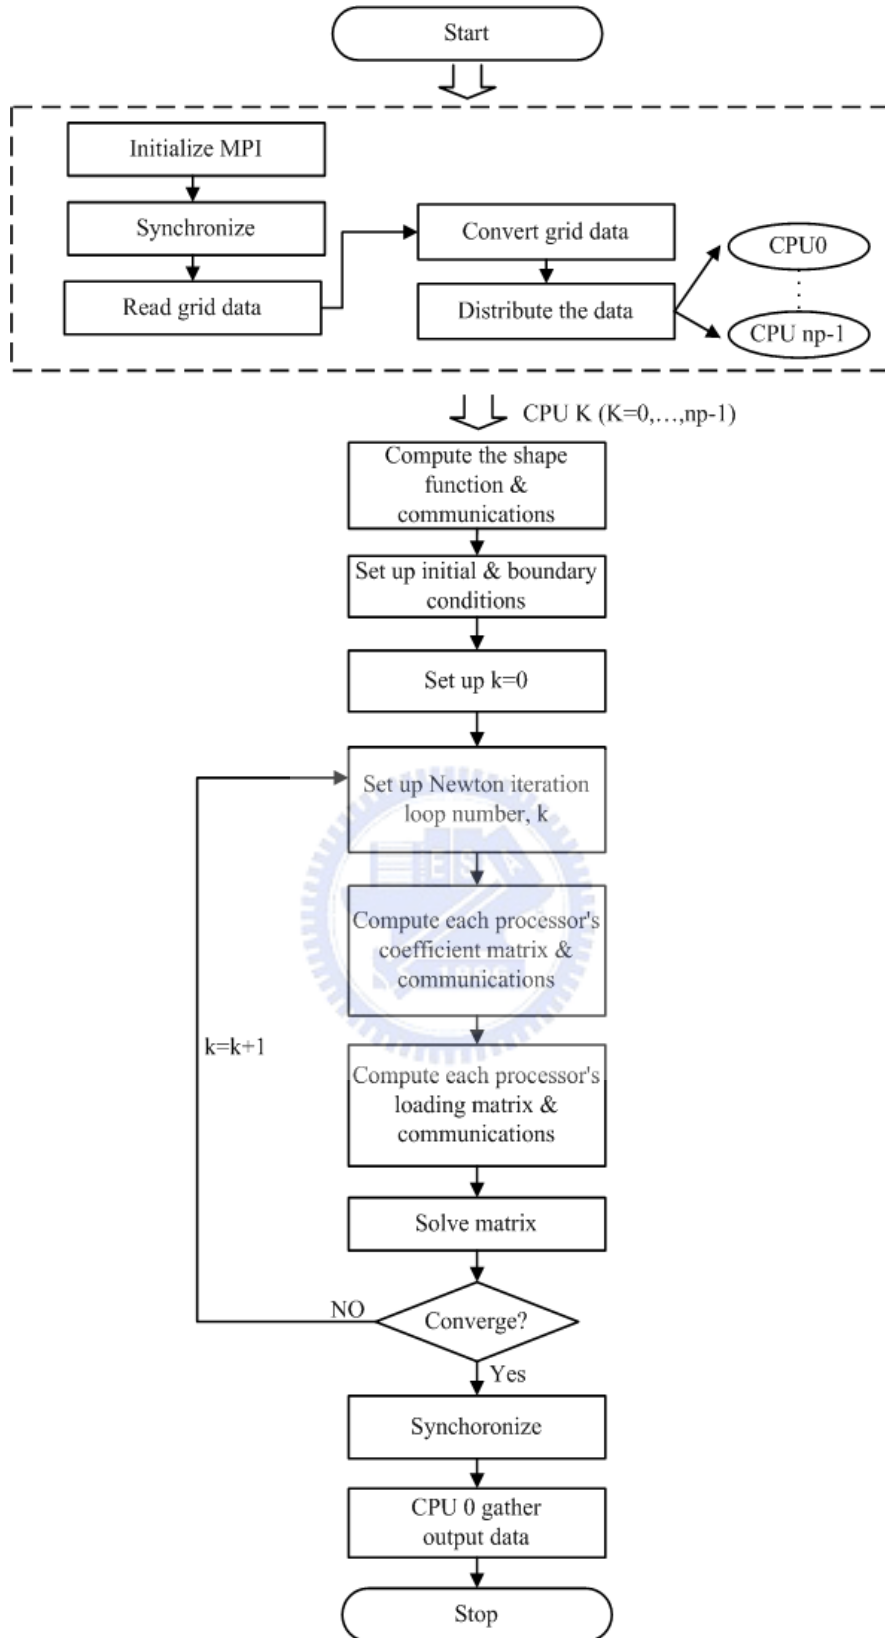 Start
Initialize MPI
Synchronize
Read grid data
Convert grid data
Distribute the data
CPU0
CPU np-1
CPU K (K=0,...,np-1)
Compute the shape
function &
communications
Set up initial & boundary
conditions
Set up k=0
Set up Newton iteration
loop number, k
Compute each processor's
coefficient matrix &
communications
k=k+1
Compute each processor's
loading matrix &
communications
Solve matrix
NO
Converge?
Yes
Synchoronize
CPU 0 gather
output data
Stop